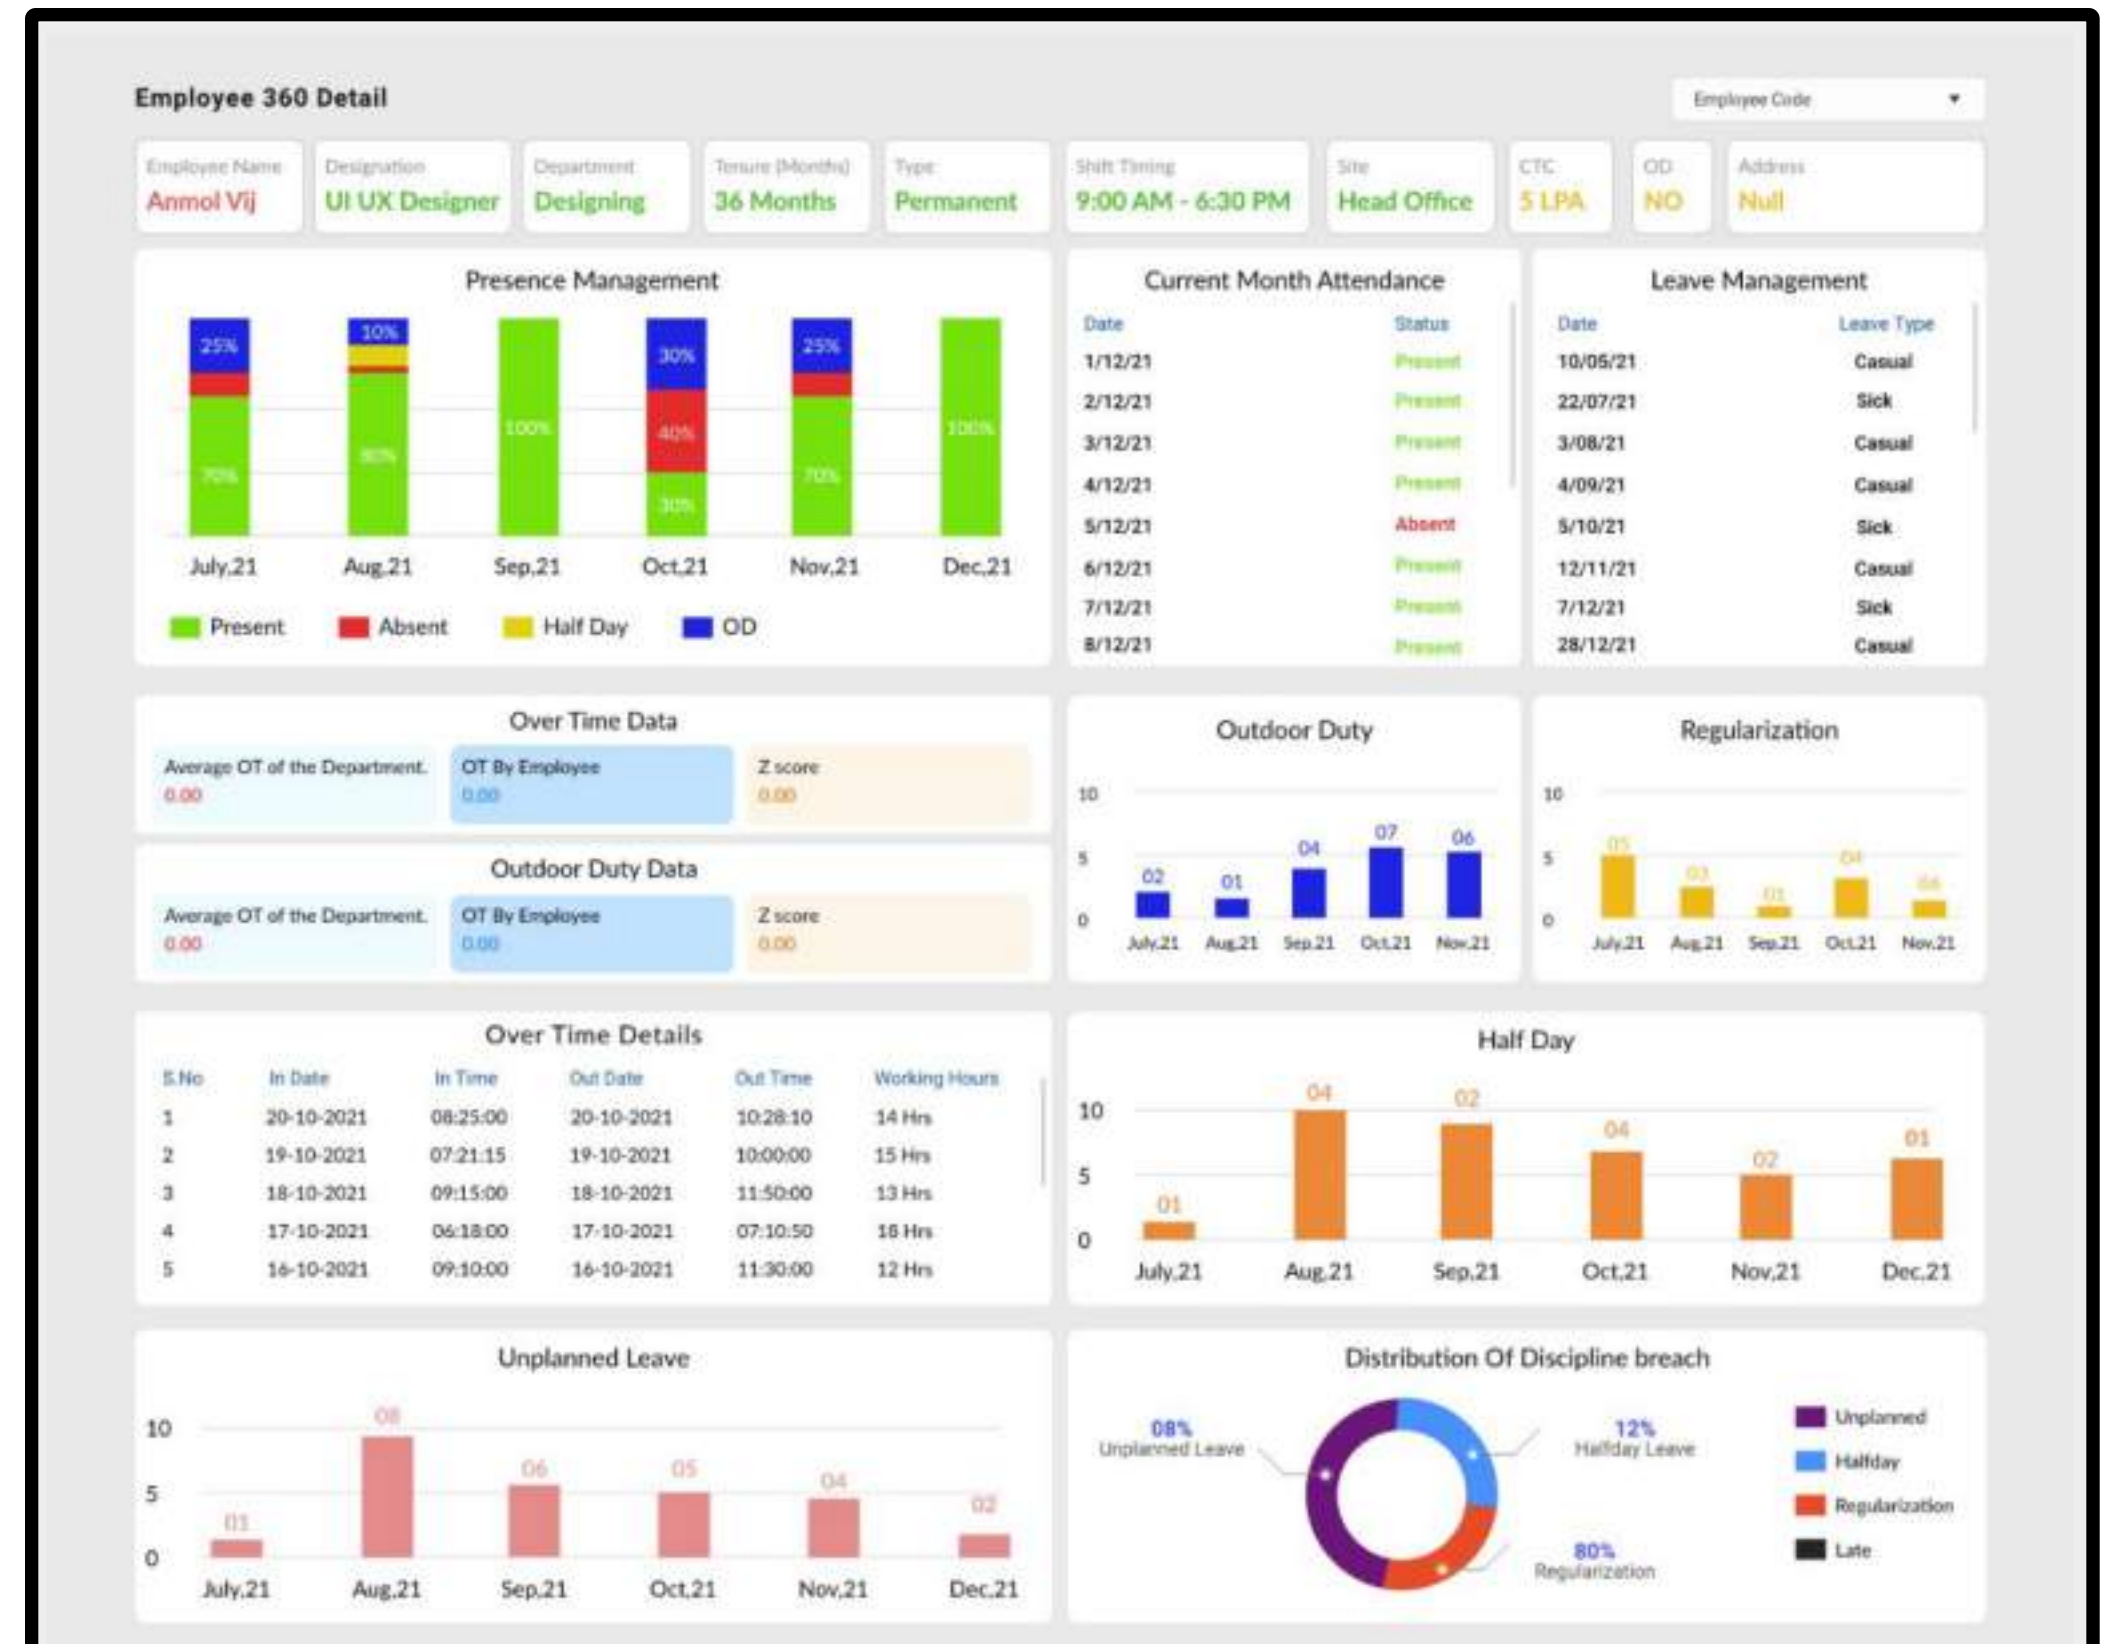 Employee 360 Detail
Employee Code
Employee Name
Anmol Vij
Designation
UI UX Designer
Department
Designing
Tenure (Months)
36 Months
Type
Permanent
Shift Timing
9:00 AM - 6:30 PM
Site
Head Office
CTC
5 LPA
OD
NO
Address
Null
Presence Management
25% 10% 30% 25%
100% 40% 100%
70% 80% 30% 70%
July,21 Aug,21 Sep,21 Oct,21 Nov,21 Dec,21
Present Absent Half Day OD
Current Month Attendance
Date Status
1/12/21 Present
2/12/21 Present
3/12/21 Present
4/12/21 Present
5/12/21 Absent
6/12/21 Present
7/12/21 Present
8/12/21 Present
Leave Management
Date Leave Type
10/05/21 Casual
22/07/21 Sick
3/08/21 Casual
4/09/21 Casual
5/10/21 Sick
12/11/21 Casual
7/12/21 Sick
28/12/21 Casual
Over Time Data
Average OT of the Department.
0.00
OT By Employee
0.00
Z score
0.00
Outdoor Duty Data
Average OT of the Department.
0.00
OT By Employee
0.00
Z score
0.00
Outdoor Duty
10
5
0
02 01 04 07 06
July,21 Aug,21 Sep,21 Oct,21 Nov,21
Regularization
10
5
0
05 03 01 04
July,21 Aug,21 Sep,21 Oct,21 Nov,21
Over Time Details
S.No In Date In Time Out Date Out Time Working Hours
1 20-10-2021 08:25:00 20-10-2021 10:28:10 14 Hrs
2 19-10-2021 07:21:15 19-10-2021 10:00:00 15 Hrs
3 18-10-2021 09:15:00 18-10-2021 11:50:00 13 Hrs
4 17-10-2021 06:18:00 17-10-2021 07:10:50 Hrs
5 16-10-2021 09:10:00 16-10-2021 11:30:00 12 Hrs
Half Day
10
5
0
01 04 02 04 02 01
July,21 Aug,21 Sep,21 Oct,21 Nov,21 Dec,21
Unplanned Leave
10
5
0
01 08 06 05 04 02
July,21 Aug,21 Sep,21 Oct,21 Nov,21 Dec,21
Distribution Of Discipline breach
08%
Unplanned Leave
12%
Halfday Leave
80%
Regularization
Unplanned
Halfday
Regularization
Late